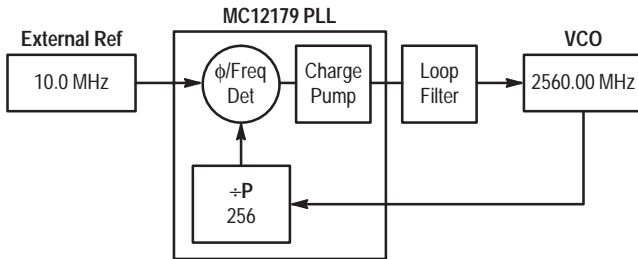 MC12179 PLL
External Ref
VCO
10.0 MHz
ϕ/Freq
Det
Charge
Pump
Loop
Filter
2560.00 MHz
÷P
256